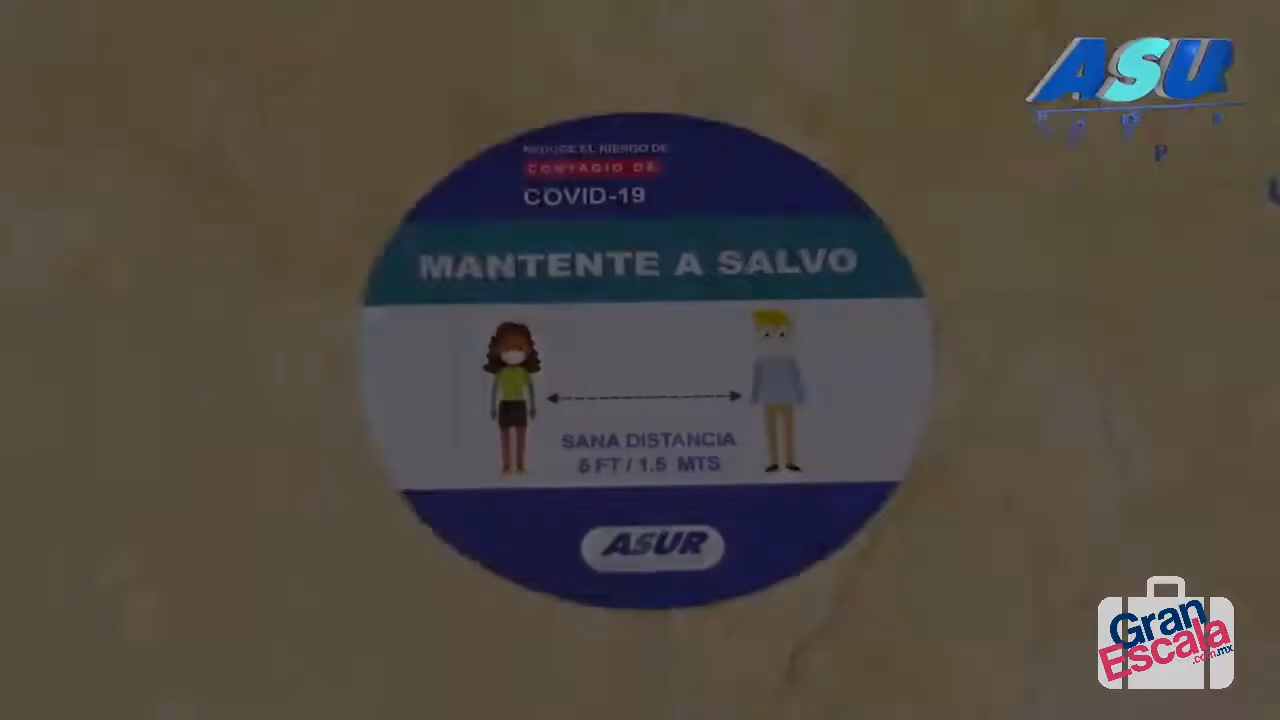 ASUR
REDUCE EL RIESGO DE
CONTAGIO DE
COVID-19
MANTENTE A SALVO
SANA DISTANCIA
5 FT / 1.5 MTS
ASUR
Gran
Escala
.com.mx